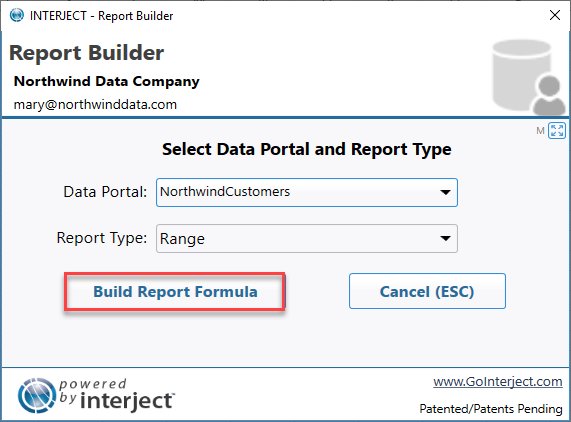 INTERJECT - Report Builder
Report Builder
Northwind Data Company
mary@northwinddata.com
M
Select Data Portal and Report Type
Data Portal: NorthwindCustomers
Report Type: Range
Build Report Formula Cancel (ESC)
powered by interject™
www.GoInterject.com
Patented/Patents Pending